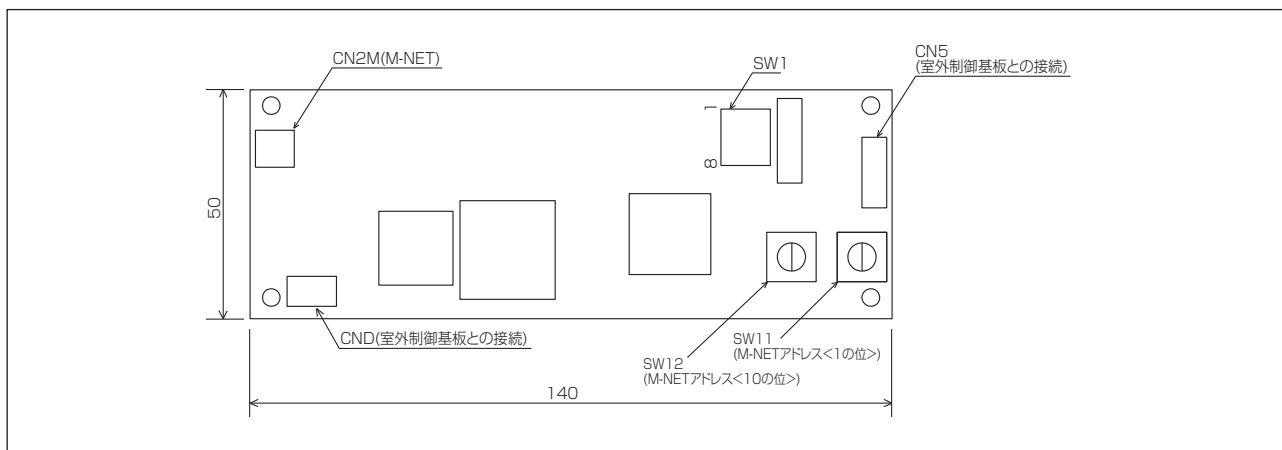 CN2M(M-NET)
SW1
CN5
(室外制御基板との接続)
1
8
50
CND(室外制御基板との接続)
SW11
(M-NETアドレス<1の位>)
SW12
(M-NETアドレス<10の位>)
140